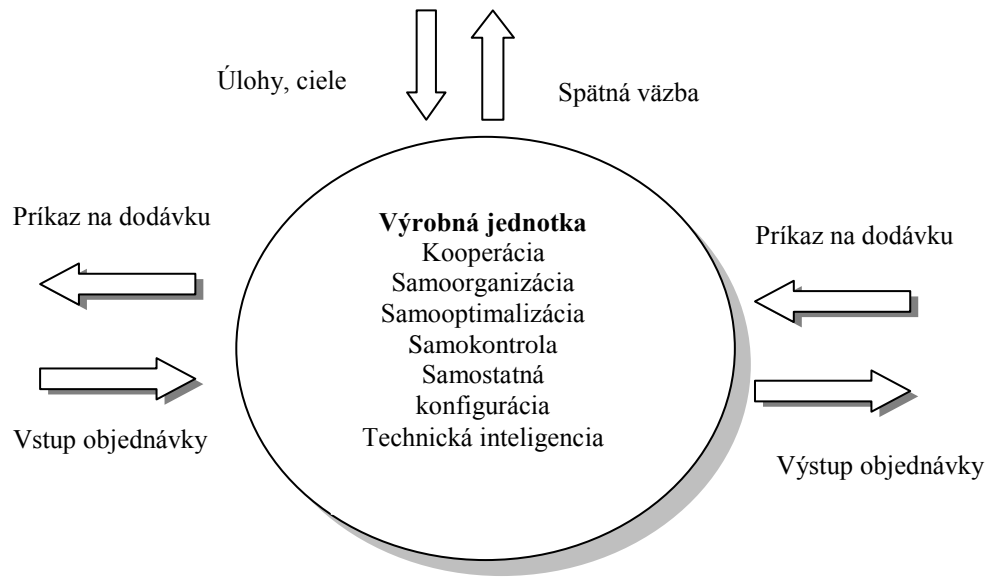 Úlohy, ciele
Spätná väzba
Príkaz na dodávku
Výrobná jednotka
Kooperácia
Samoorganizácia
Samooptimalizácia
Samokontrola
Samostatná
konfigurácia
Technická inteligencia
Príkaz na dodávku
Vstup objednávky
Výstup objednávky